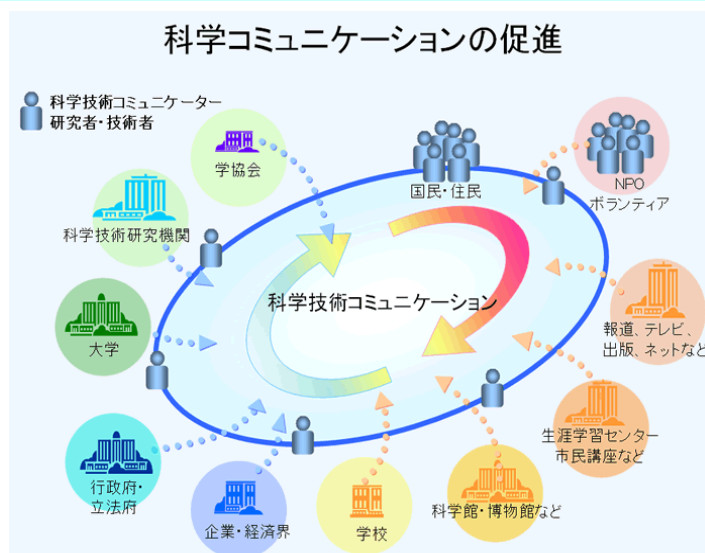 科学コミュニケーションの促進
科学技術コミュニケーター
研究者・技術者
学協会
国民・住民
NPO
ボランティア
科学技術研究機関
科学技術コミュニケーション
大学
報道、テレビ、
出版、ネットなど
生涯学習センター
市民講座など
行政府・
立法府
企業・経済界
学校
科学館・博物館など